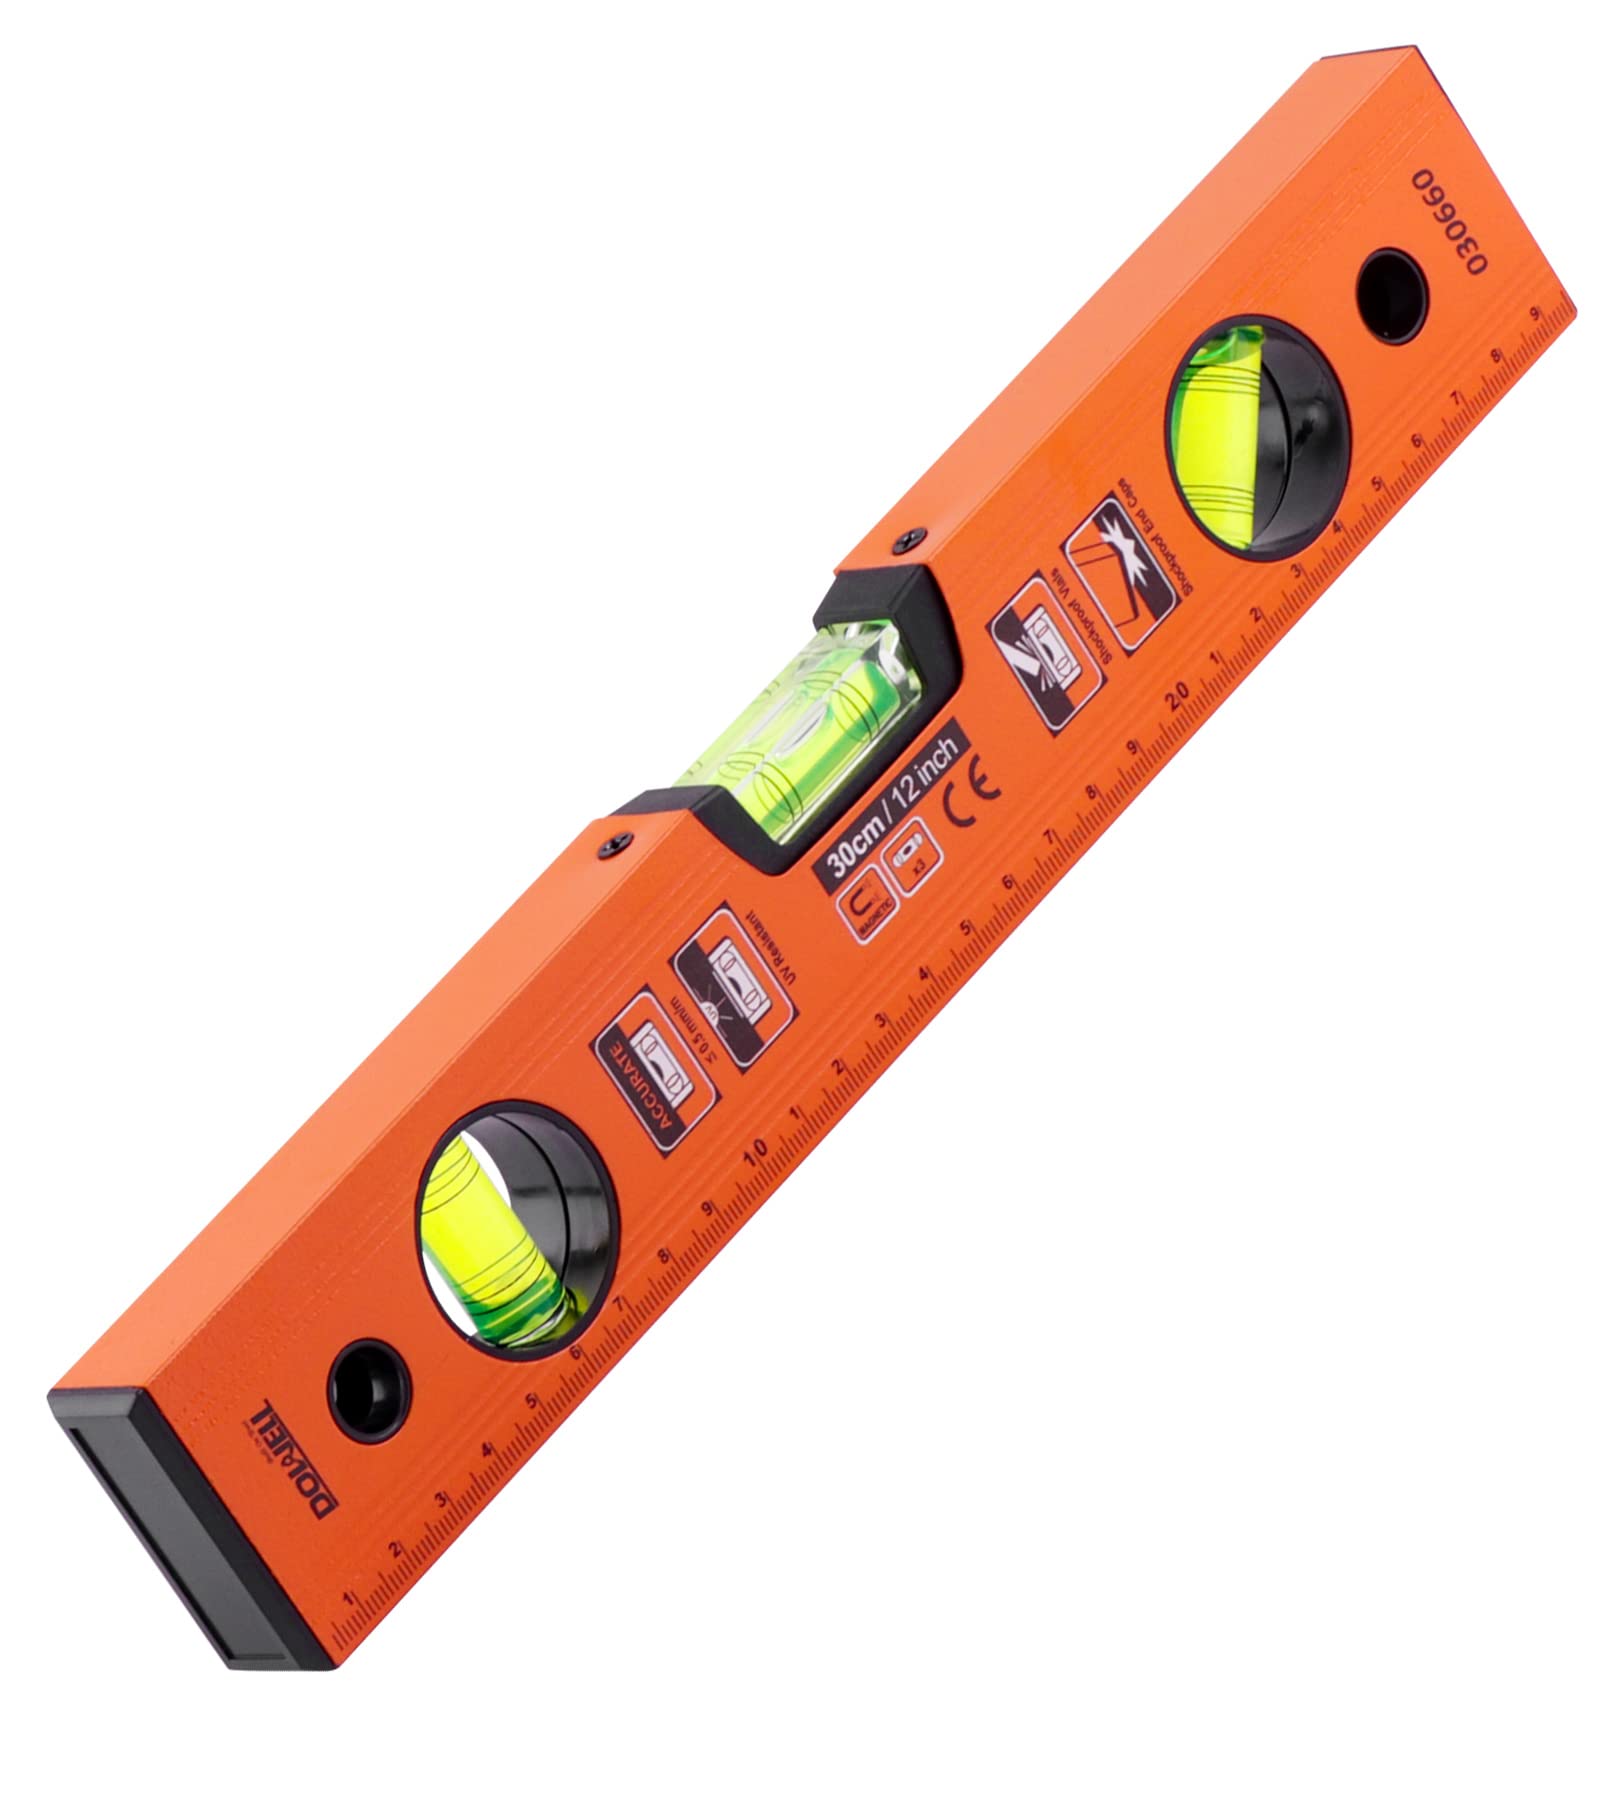 DOWELL
ACCURATE
≤0.5mm/m
UV
UV Resistant
30cm / 12 inch
MAGNETIC
x3
CE
Shockproof Vials
Shockproof End Caps
030660
1 2 3 4 5 6 7 8 9 10 1 2 3 4 5 6 7 8 9 20 1 2 3 4 5 6 7 8 9